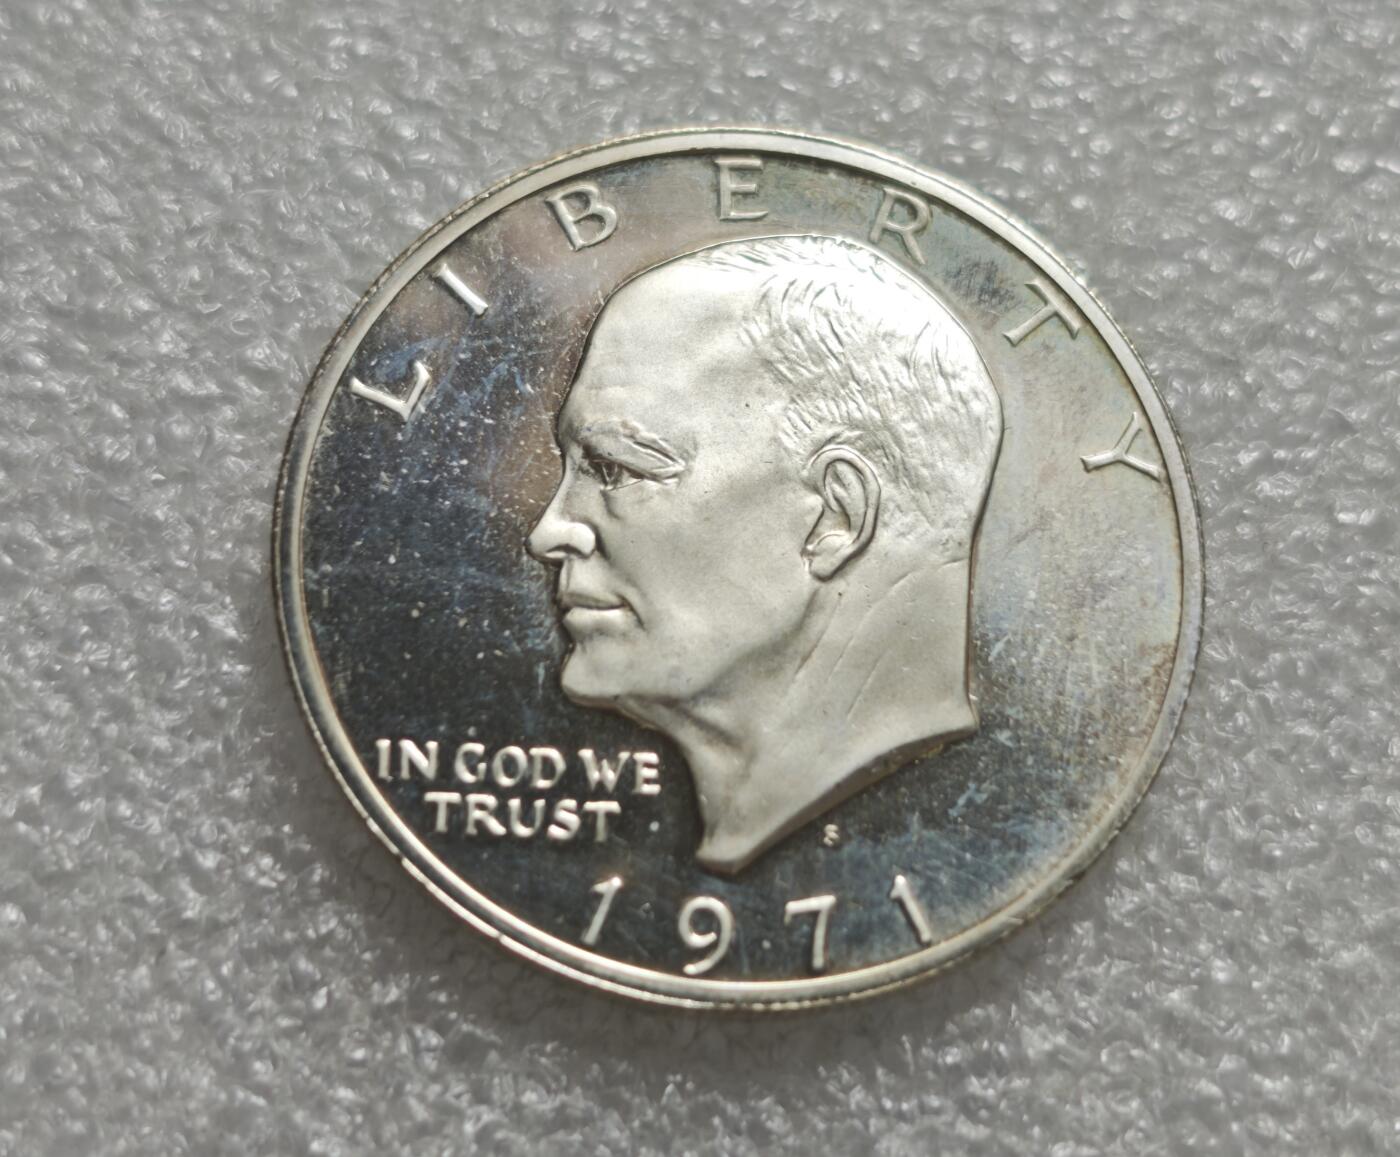 LIBERTY
IN GOD WE
TRUST
S
1971